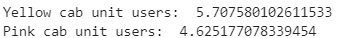 Yellow cab unit users:  5.707580102611533
Pink cab unit users:  4.625177078339454